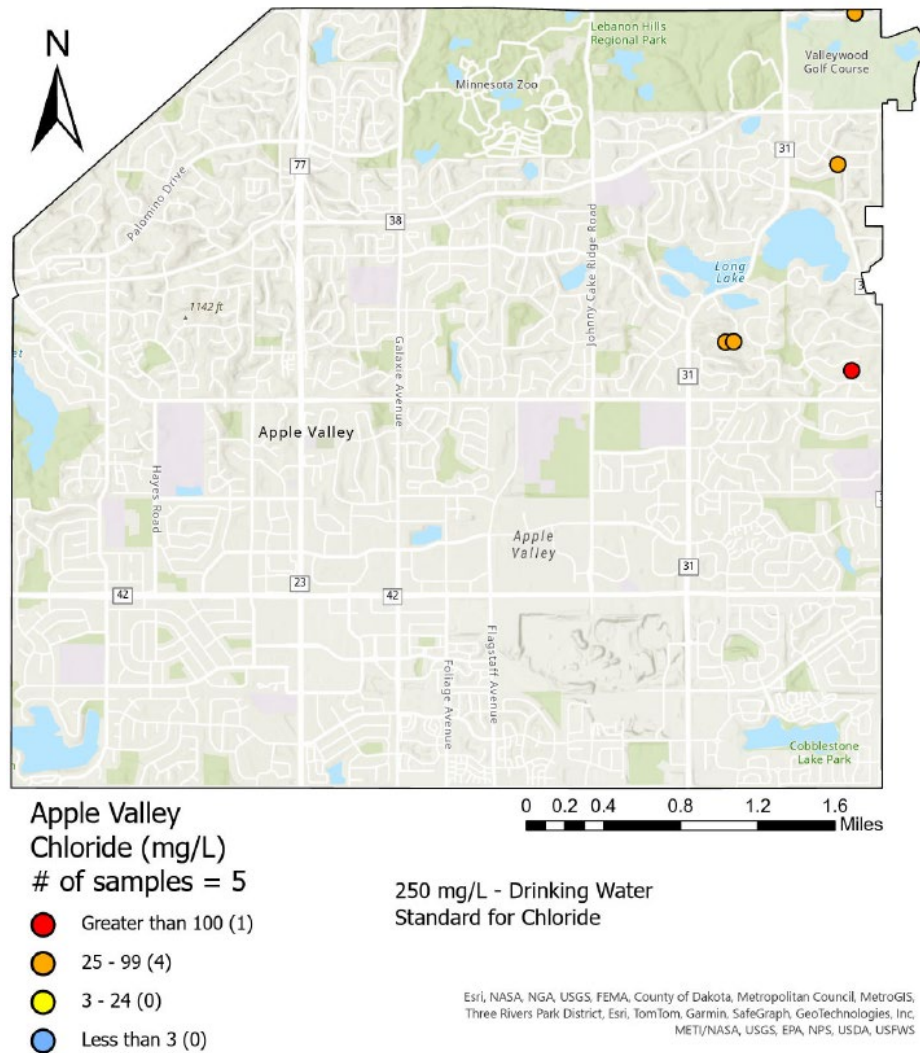 N
Lebanon Hills
Regional Park
Valleywood
Golf Course
Minnesota Zoo
31
77
Palomino Drive
38
Johnny Cake Ridge Road
Long
Lake
1142 ft
Galaxie Avenue
31
Apple Valley
Hayes Road
Apple
Valley
31
23
42
42
Flagstaff Avenue
Foliage Avenue
Cobblestone
Lake Park
0 0.2 0.4 0.8 1.2 1.6
Miles
Apple Valley
Chloride (mg/L)
# of samples = 5
250 mg/L - Drinking Water
Standard for Chloride
Greater than 100 (1)
25 - 99 (4)
3 - 24 (0)
Less than 3 (0)
Esri, NASA, NGA, USGS, FEMA, County of Dakota, Metropolitan Council, MetroGIS,
Three Rivers Park District, Esri, TomTom, Garmin, SafeGraph, GeoTechnologies, Inc,
METI/NASA, USGS, EPA, NPS, USDA, USFWS